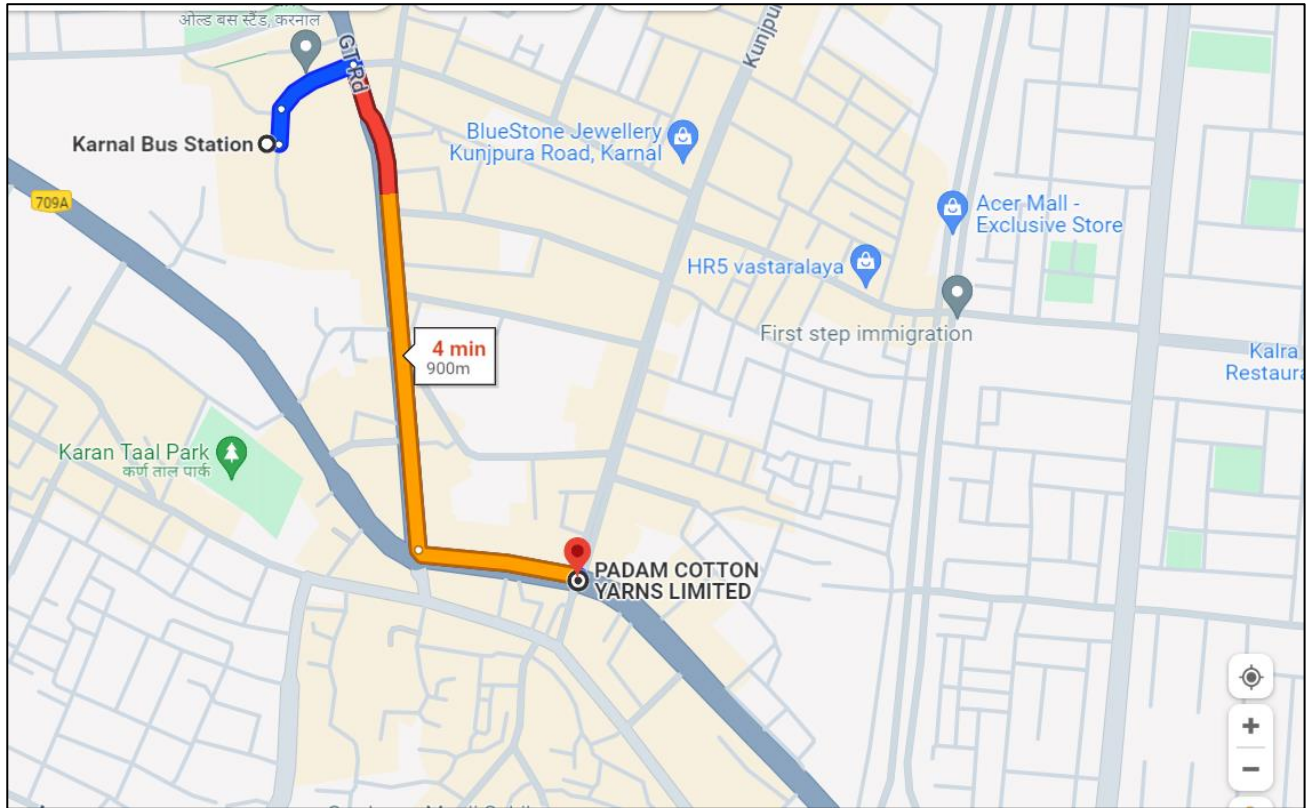 ओल्ड बस स्टैंड, करनाल
GT Rd
Kunjpu
Karnal Bus Station
BlueStone Jewellery
Kunjpura Road, Karnal
709A
Acer Mall -
Exclusive Store
HR5 vastaralaya
First step immigration
4 min
900m
Kalra
Restaura
Karan Taal Park
कर्ण ताल पार्क
PADAM COTTON
YARNS LIMITED
+
−